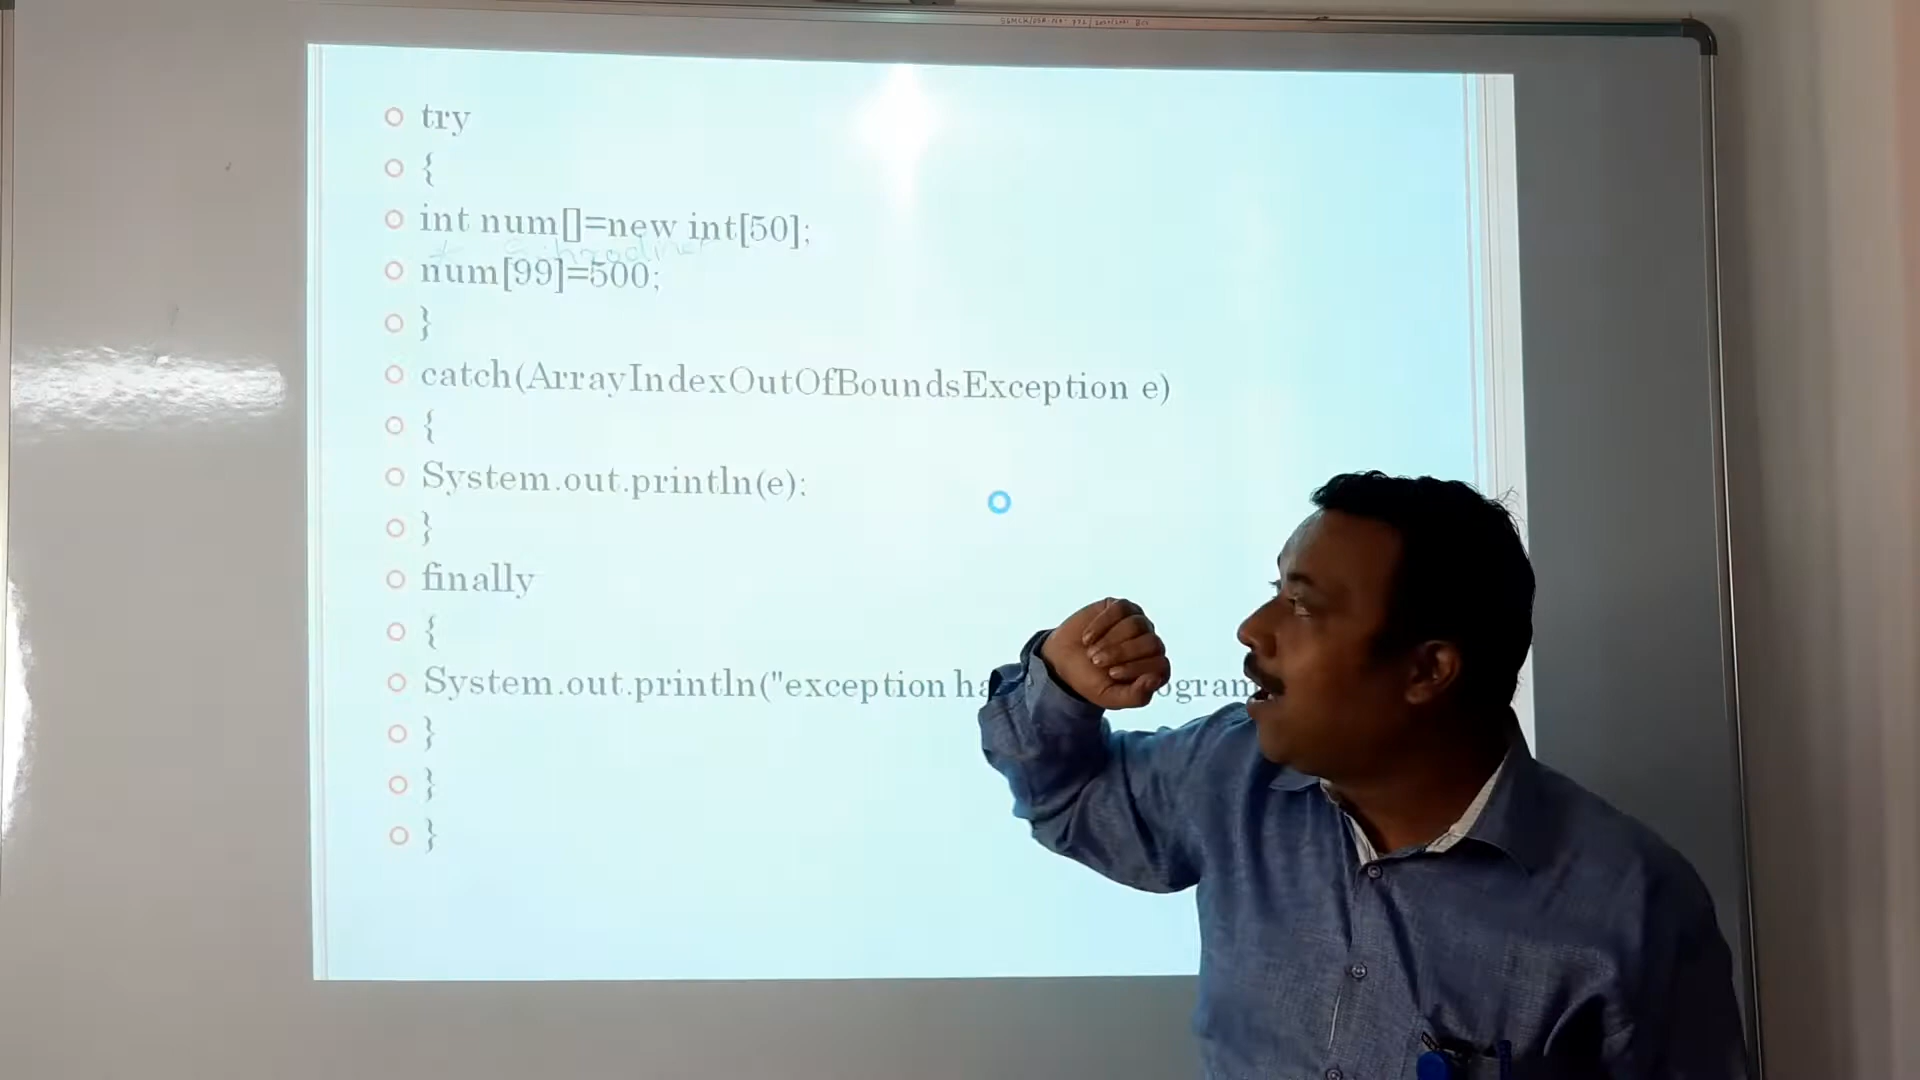 try
{
int num[]=new int[50];
num[99]=500;
}
catch(ArrayIndexOutOfBoundsException e)
{
System.out.println(e);
}
finally
{
System.out.println("exception
}
}
}